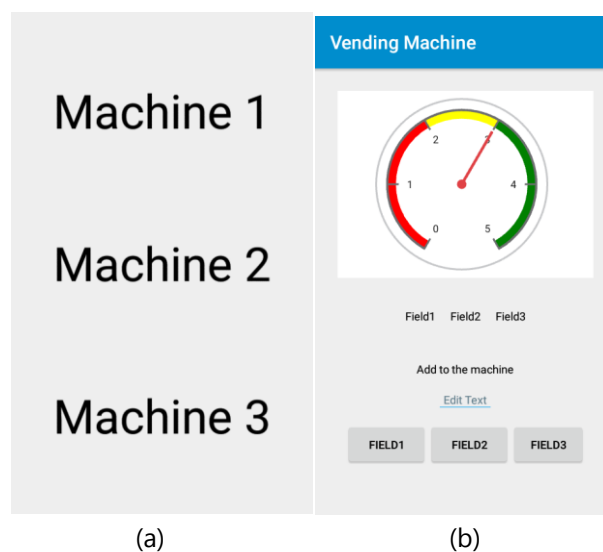 Machine 1
Machine 2
Machine 3
(a)
Vending Machine
2 3
1 4
0 5
Field1 Field2 Field3
Add to the machine
Edit Text
FIELD1 FIELD2 FIELD3
(b)